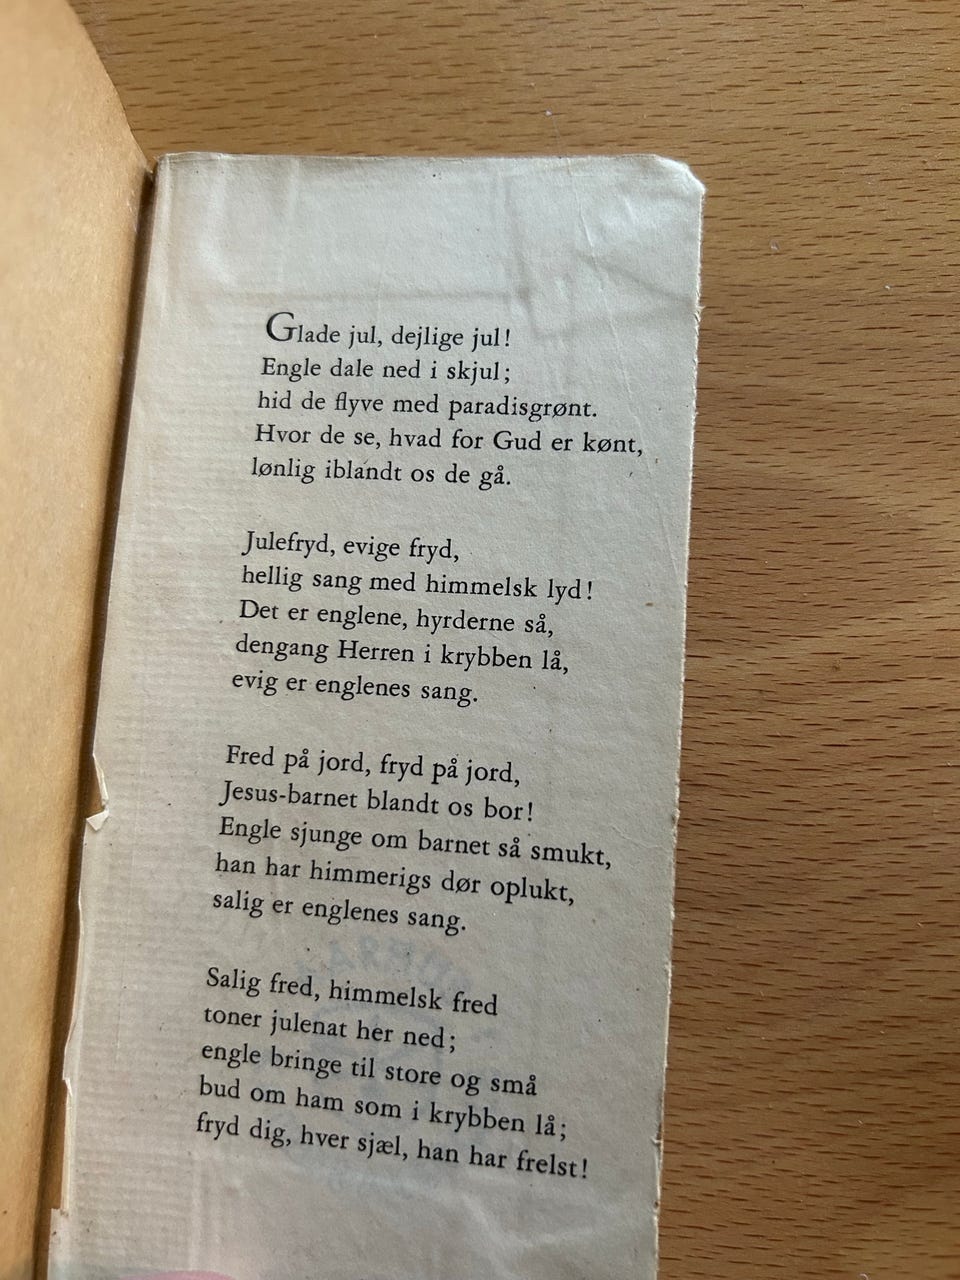 Glade jul, dejlige jul!
Engle dale ned i skjul;
hid de flyve med paradisgrønt.
Hvor de se, hvad for Gud er kønt,
lønlig iblandt os de gå.
Julefryd, evige fryd,
hellig sang med himmelsk lyd!
Det er englene, hyrderne så,
dengang Herren i krybben lå,
evig er englenes sang.
Fred på jord, fryd på jord,
Jesus-barnet blandt os bor!
Engle sjunge om barnet så smukt,
han har himmerigs dør oplukt,
salig er englenes sang.
Salig fred, himmelsk fred
toner julenat her ned;
engle bringe til store og små
bud om ham som i krybben lå;
fryd dig, hver sjæl, han har frelst!